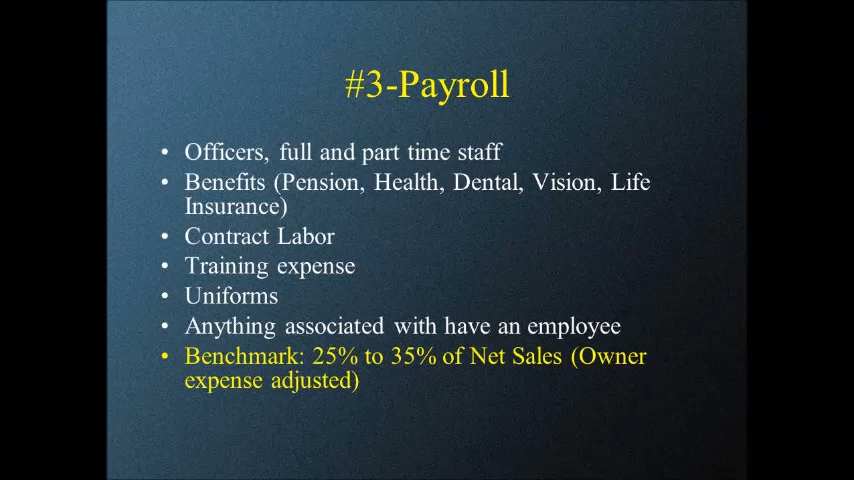 #3-Payroll
• Officers, full and part time staff
• Benefits (Pension, Health, Dental, Vision, Life
Insurance)
• Contract Labor
• Training expense
• Uniforms
• Anything associated with have an employee
• Benchmark: 25% to 35% of Net Sales (Owner
expense adjusted)